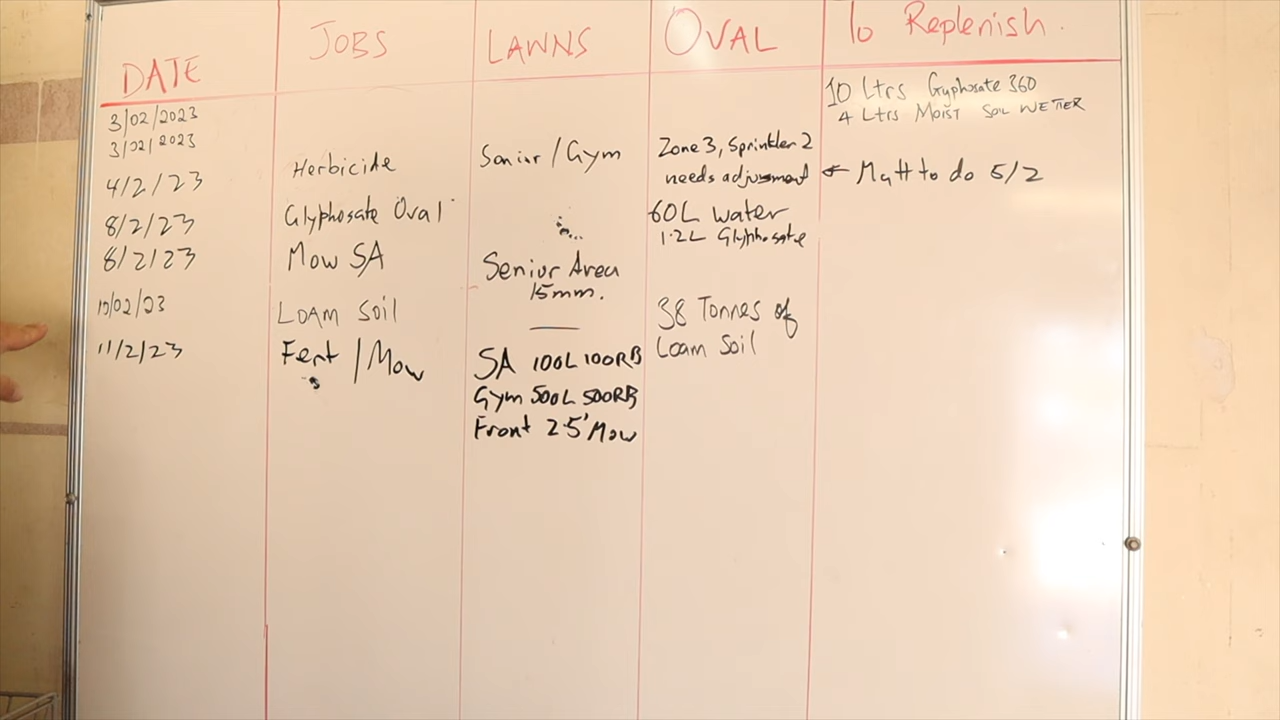 DATE JOBS LAWNS OVAL To Replenish.
10 Ltrs Glyphosate 360
3/02/2023 4 Ltrs Moist SOIL WETTER
3/02/2023 Zone 3, Sprinkler 2
4/2/23 Herbicide Senior/Gym needs adjustment ← Matt to do 5/2
8/2/23 Glyphosate Oval 60L water
1.2L Glyphosate
8/2/23 Mow SA Senior Area
15mm.
10/02/23 LOAM Soil — 38 Tonnes of
Loam Soil
11/2/23 Fert / Mow SA 100L 100RB
Gym 500L 500RB
Front 2.5' Mow